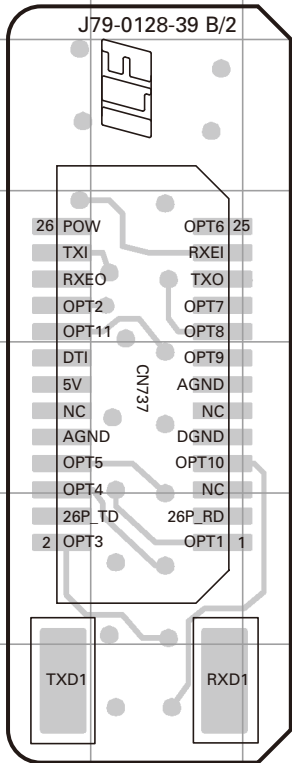 J79-0128-39 B/2
26 POW OPT6 25
TXI RXEI
RXEO TXO
OPT2 OPT7
OPT11 OPT8
DTI OPT9
5V AGND
NC NC
AGND DGND
OPT5 OPT10
OPT4 NC
26P_TD 26P_RD
2 OPT3 OPT1 1
CN737
TXD1 RXD1